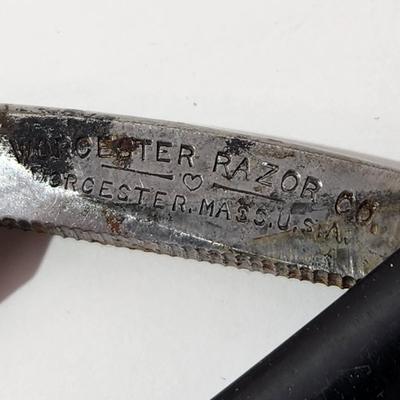 WORCESTER RAZOR CO.
WORCESTER, MASS. U.S.A.